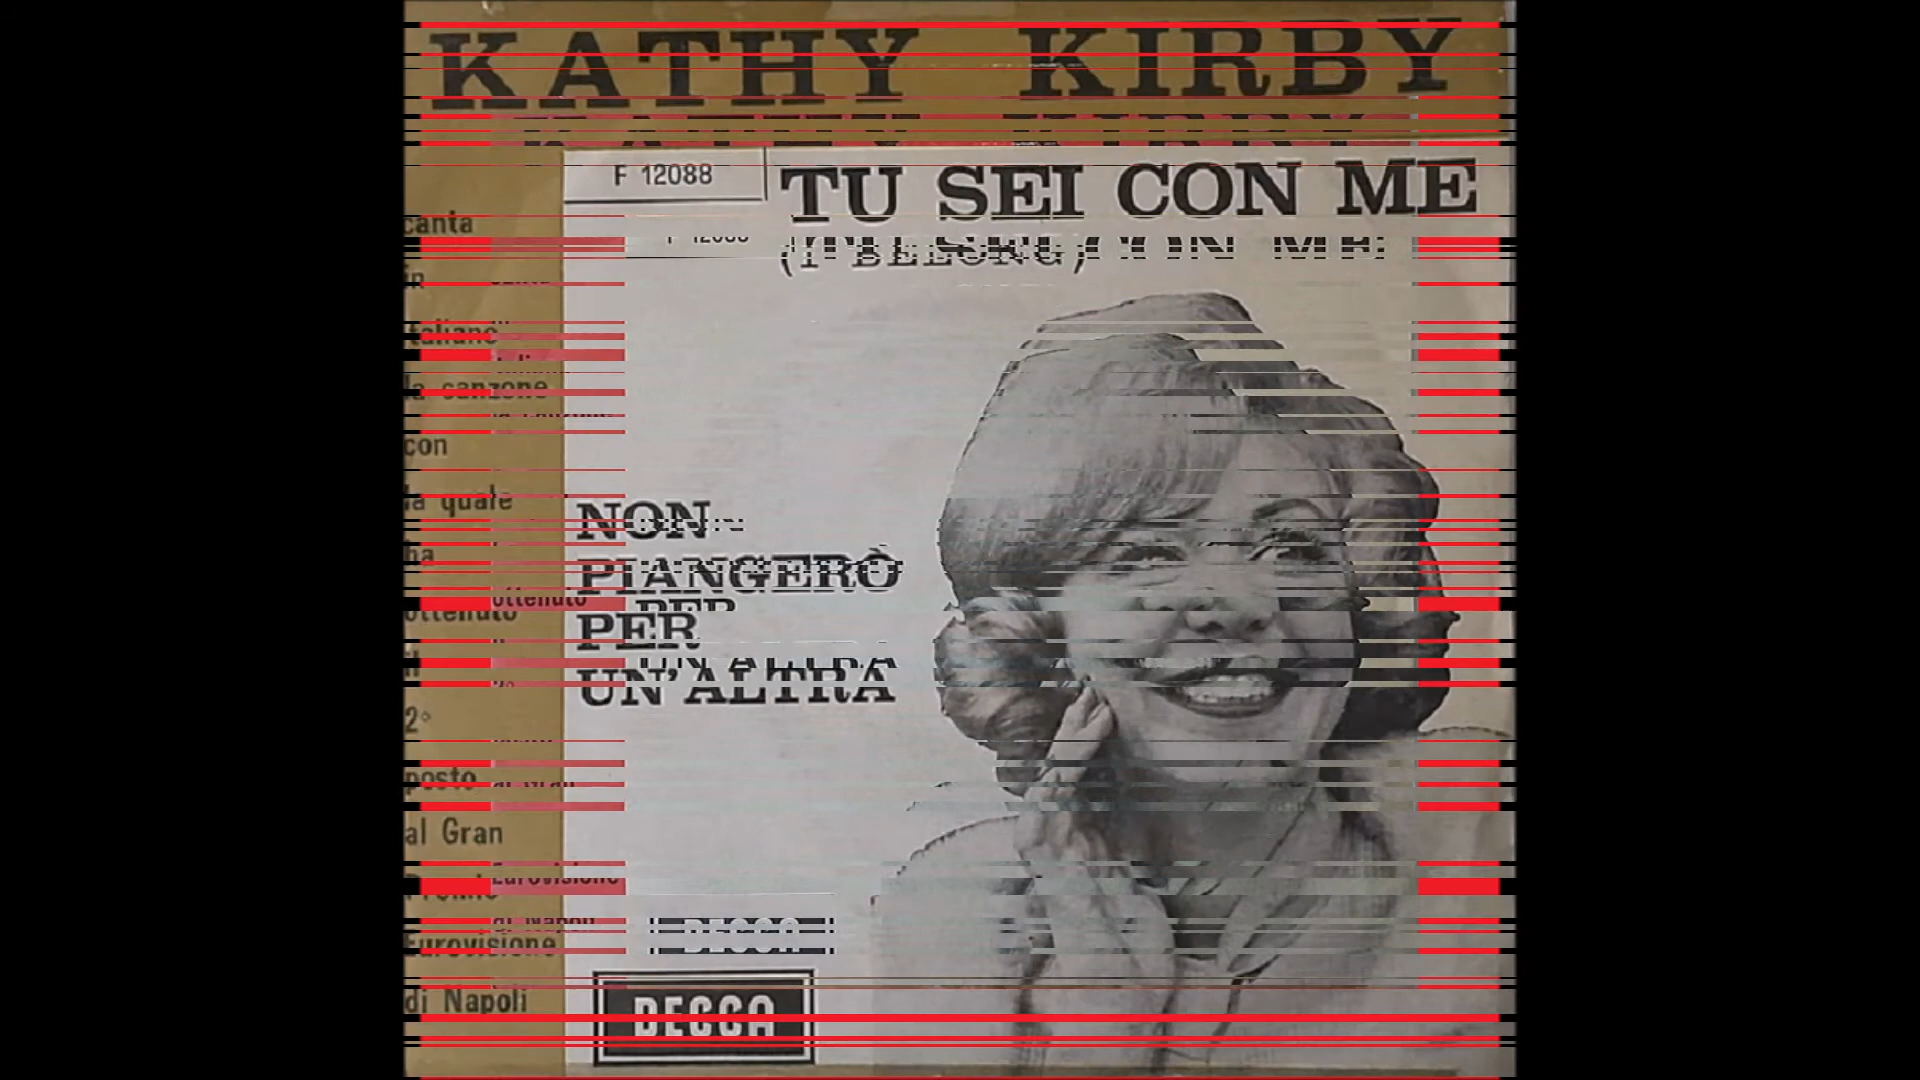 KATHY KIRBY
F 12088
TU SEI CON ME
(I BELONG)
canta
in
italiano
la canzone
con
la quale
ha
ottenuto
il
2°
posto
al Gran
Premio
Eurovisione
di Napoli
NON
PIANGERÒ
PER
UN'ALTRA
DECCA